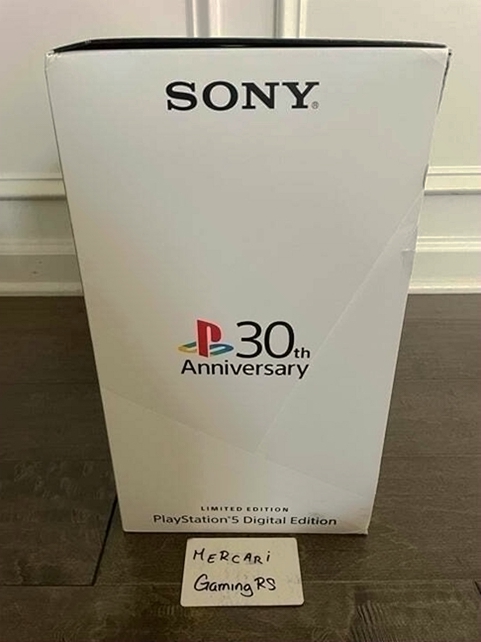 SONY®
30th
Anniversary
LIMITED EDITION
PlayStation®5 Digital Edition
MERCARi
GamingRS